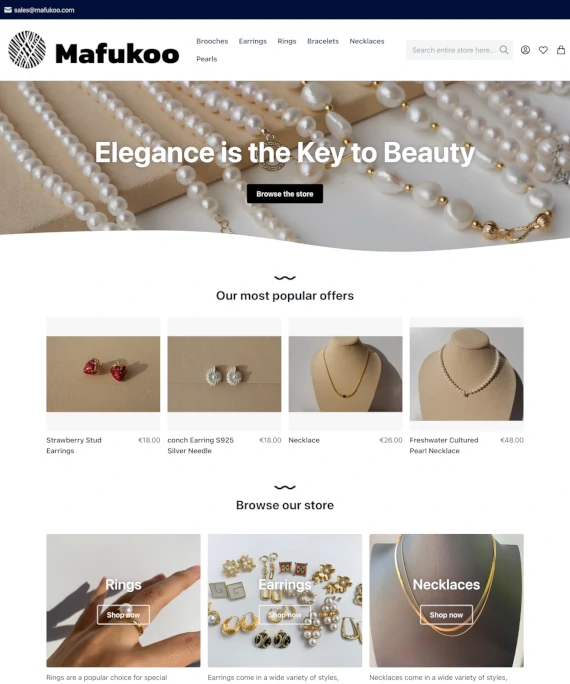 sales@mafukoo.com
Mafukoo
Brooches Earrings Rings Bracelets Necklaces
Pearls
Search entire store here...
Elegance is the Key to Beauty
Browse the store
Our most popular offers
Strawberry Stud
Earrings
€18.00
conch Earring S925
Silver Needle
€18.00
Necklace
€26.00
Freshwater Cultured
Pearl Necklace
€48.00
Browse our store
Rings
Shop now
Earrings
Shop now
Necklaces
Shop now
Rings are a popular choice for special
Earrings come in a wide variety of styles,
Necklaces come in a wide variety of styles,